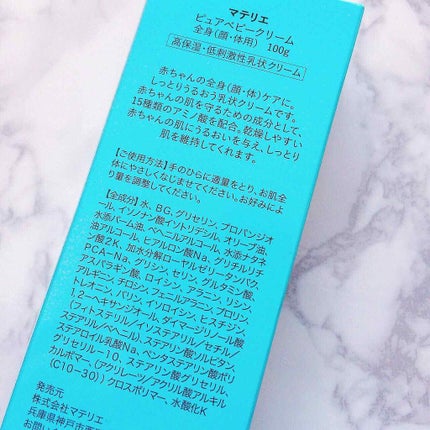 マテリエ
ピュアベビークリーム
全身(顔・体用) 100g
高保湿・低刺激性乳状クリーム
赤ちゃんの全身(顔・体)ケアに。
しっとりうるおう乳状クリームです。
赤ちゃんの肌を守るための成分として、
15種類のアミノ酸を配合。乾燥しやすい
赤ちゃんの肌にうるおいを与え、しっとり
肌を維持してくれます。
【ご使用方法】手のひらに適量をとり、お肌全
体にやさしくなじませてください。お好みによ
り量を調整してください。
【全成分】水、BG、グリセリン、プロパンジオ
ール、イソノナン酸イソトリデシル、オリーブ油、
水添パーム油、ベヘニルアルコール、水添ナタネ
油アルコール、ヒアルロン酸Na、グリチルリチ
ン酸2K、加水分解ローヤルゼリータンパク、
PCA-Na、グリシン、セリン、グルタミン酸、
アスパラギン酸、ロイシン、アラニン、リシン、
アルギニン、チロシン、フェニルアラニン、プロリン、
トレオニン、バリン、イソロイシン、ヒスチジン、
1,2-ヘキサンジオール、ダイマージリノール酸
(フィトステリル/イソステアリル/セチル/
ステアリル/ベヘニル)、ステアリン酸ソルビタン、
ステアロイル乳酸Na、ペンタステアリン酸ポリ
グリセリル-10、ステアリン酸グリセリル、
カルボマー、(アクリレーツ/アクリル酸アルキル
(C10-30))クロスポリマー、水酸化K
発売元
株式会社マテリエ
兵庫県神戸市
お問い